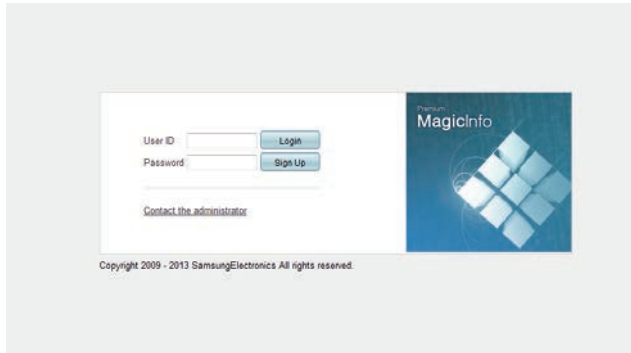 Premium
MagicInfo
User ID
Login
Password
Sign Up
Contact the administrator
Copyright 2009 - 2013 SamsungElectronics All rights reserved.